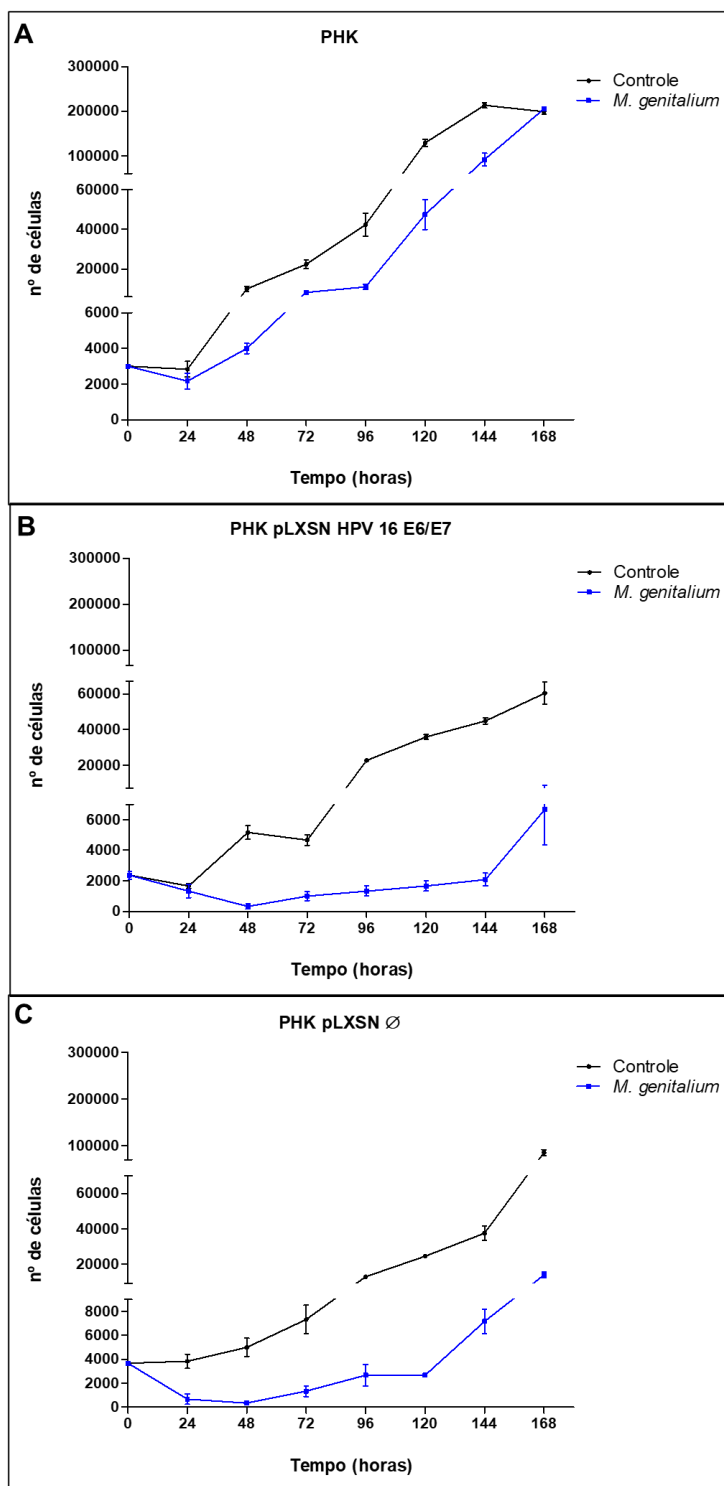 A
PHK
300000
200000
100000
60000
40000
20000
6000
4000
2000
0
nº de células
0 24 48 72 96 120 144 168
Tempo (horas)
Controle
M. genitalium
B
PHK pLXSN HPV 16 E6/E7
300000
200000
100000
60000
40000
20000
6000
4000
2000
0
nº de células
0 24 48 72 96 120 144 168
Tempo (horas)
Controle
M. genitalium
C
PHK pLXSN ∅
300000
200000
100000
60000
40000
20000
8000
6000
4000
2000
0
nº de células
0 24 48 72 96 120 144 168
Tempo (horas)
Controle
M. genitalium